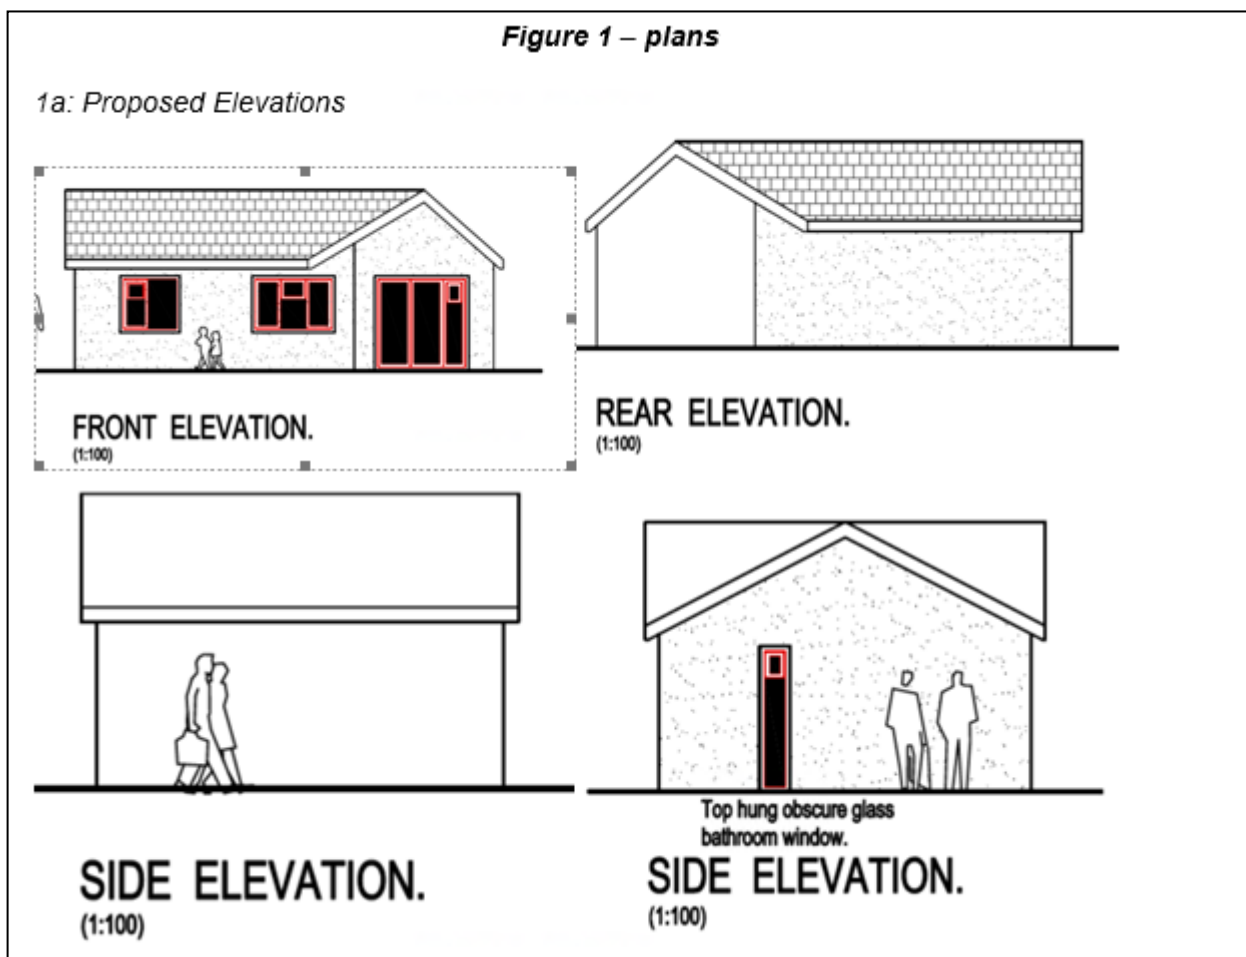 Figure 1 – plans
1a: Proposed Elevations
FRONT ELEVATION.
(1:100)
REAR ELEVATION.
(1:100)
SIDE ELEVATION.
(1:100)
Top hung obscure glass
bathroom window.
SIDE ELEVATION.
(1:100)